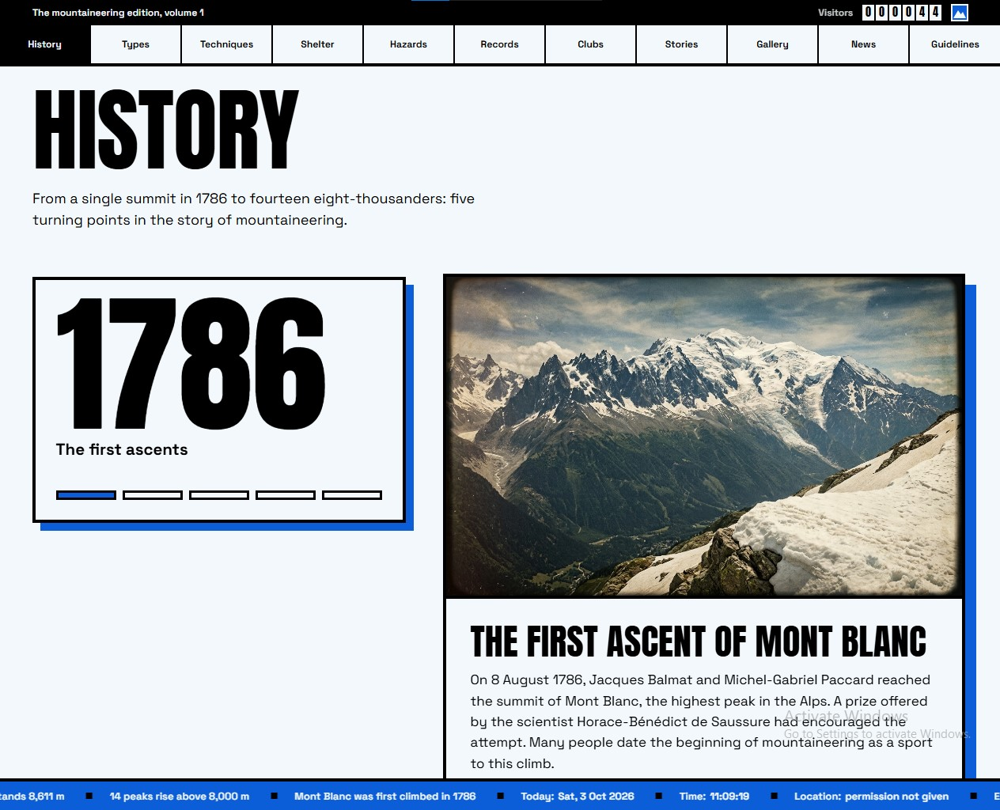 The mountaineering edition, volume 1
Visitors 000044
History Types Techniques Shelter Hazards Records Clubs Stories Gallery News Guidelines
HISTORY
From a single summit in 1786 to fourteen eight-thousanders: five
turning points in the story of mountaineering.
1786
The first ascents
THE FIRST ASCENT OF MONT BLANC
On 8 August 1786, Jacques Balmat and Michel-Gabriel Paccard reached
the summit of Mont Blanc, the highest peak in the Alps. A prize offered
by the scientist Horace-Bénédict de Saussure had encouraged the
attempt. Many people date the beginning of mountaineering as a sport
to this climb.
Activate Windows
Go to Settings to activate Windows.
8,611 m ■ 14 peaks rise above 8,000 m ■ Mont Blanc was first climbed in 1786 ■ Today: Sat, 3 Oct 2026 ■ Time: 11:09:19 ■ Location: permission not given ■